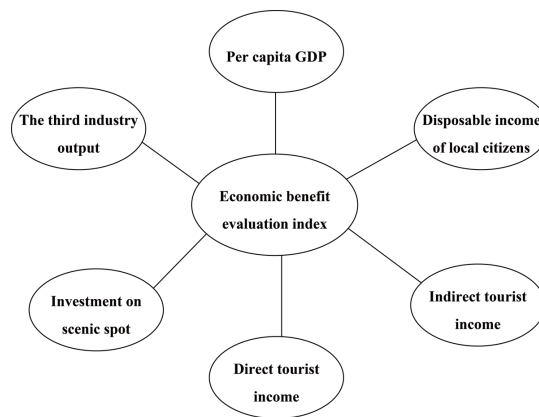 Per capita GDP
The third industry
output
Disposable income
of local citizens
Economic benefit
evaluation index
Investment on
scenic spot
Indirect tourist
income
Direct tourist
income